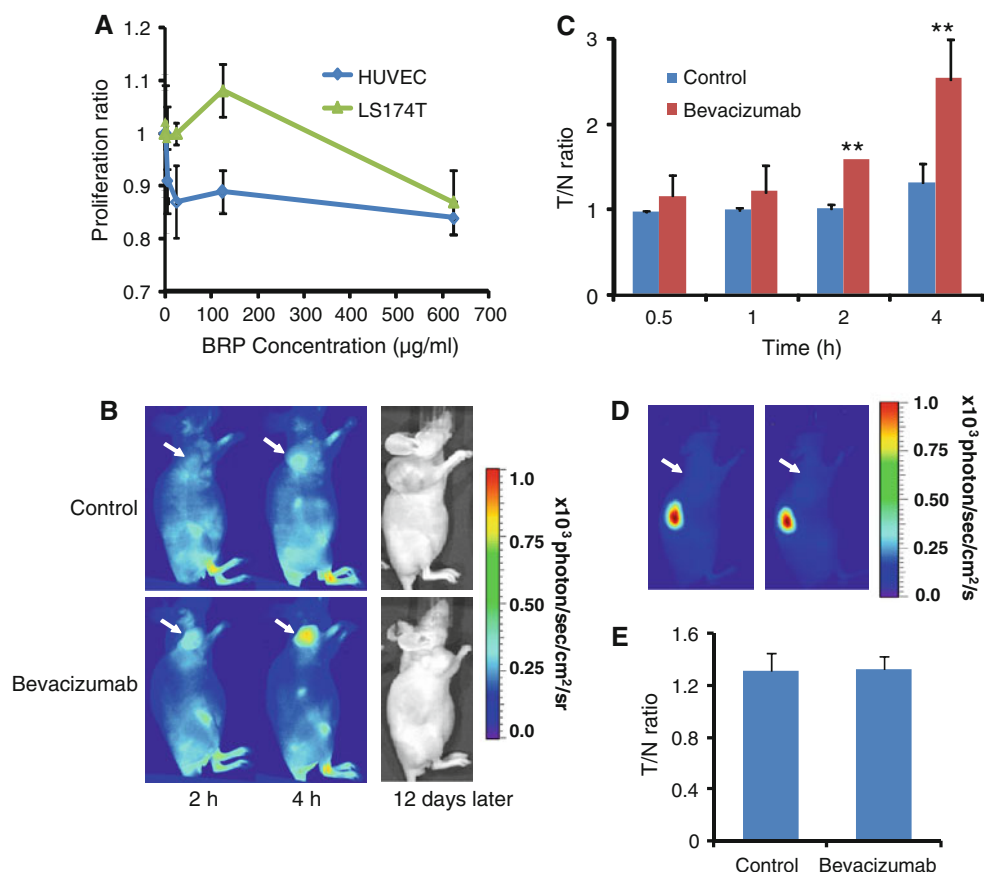 A
1.2
1.1
1
0.9
0.8
0.7
Proliferation ratio
HUVEC
LS174T
0 100 200 300 400 500 600 700
BRP Concentration (µg/ml)
C
3
2
1
0
T/N ratio
Control
Bevacizumab
**
**
0.5 1 2 4
Time (h)
B
Control
Bevacizumab
2 h 4 h 12 days later
1.0
0.75
0.50
0.25
0.0
x10³ photon/sec/cm²/sr
D
1.0
0.75
0.50
0.25
0.0
x10³ photon/sec/cm²/s
E
1.6
1.2
0.8
0.4
0
T/N ratio
Control Bevacizumab